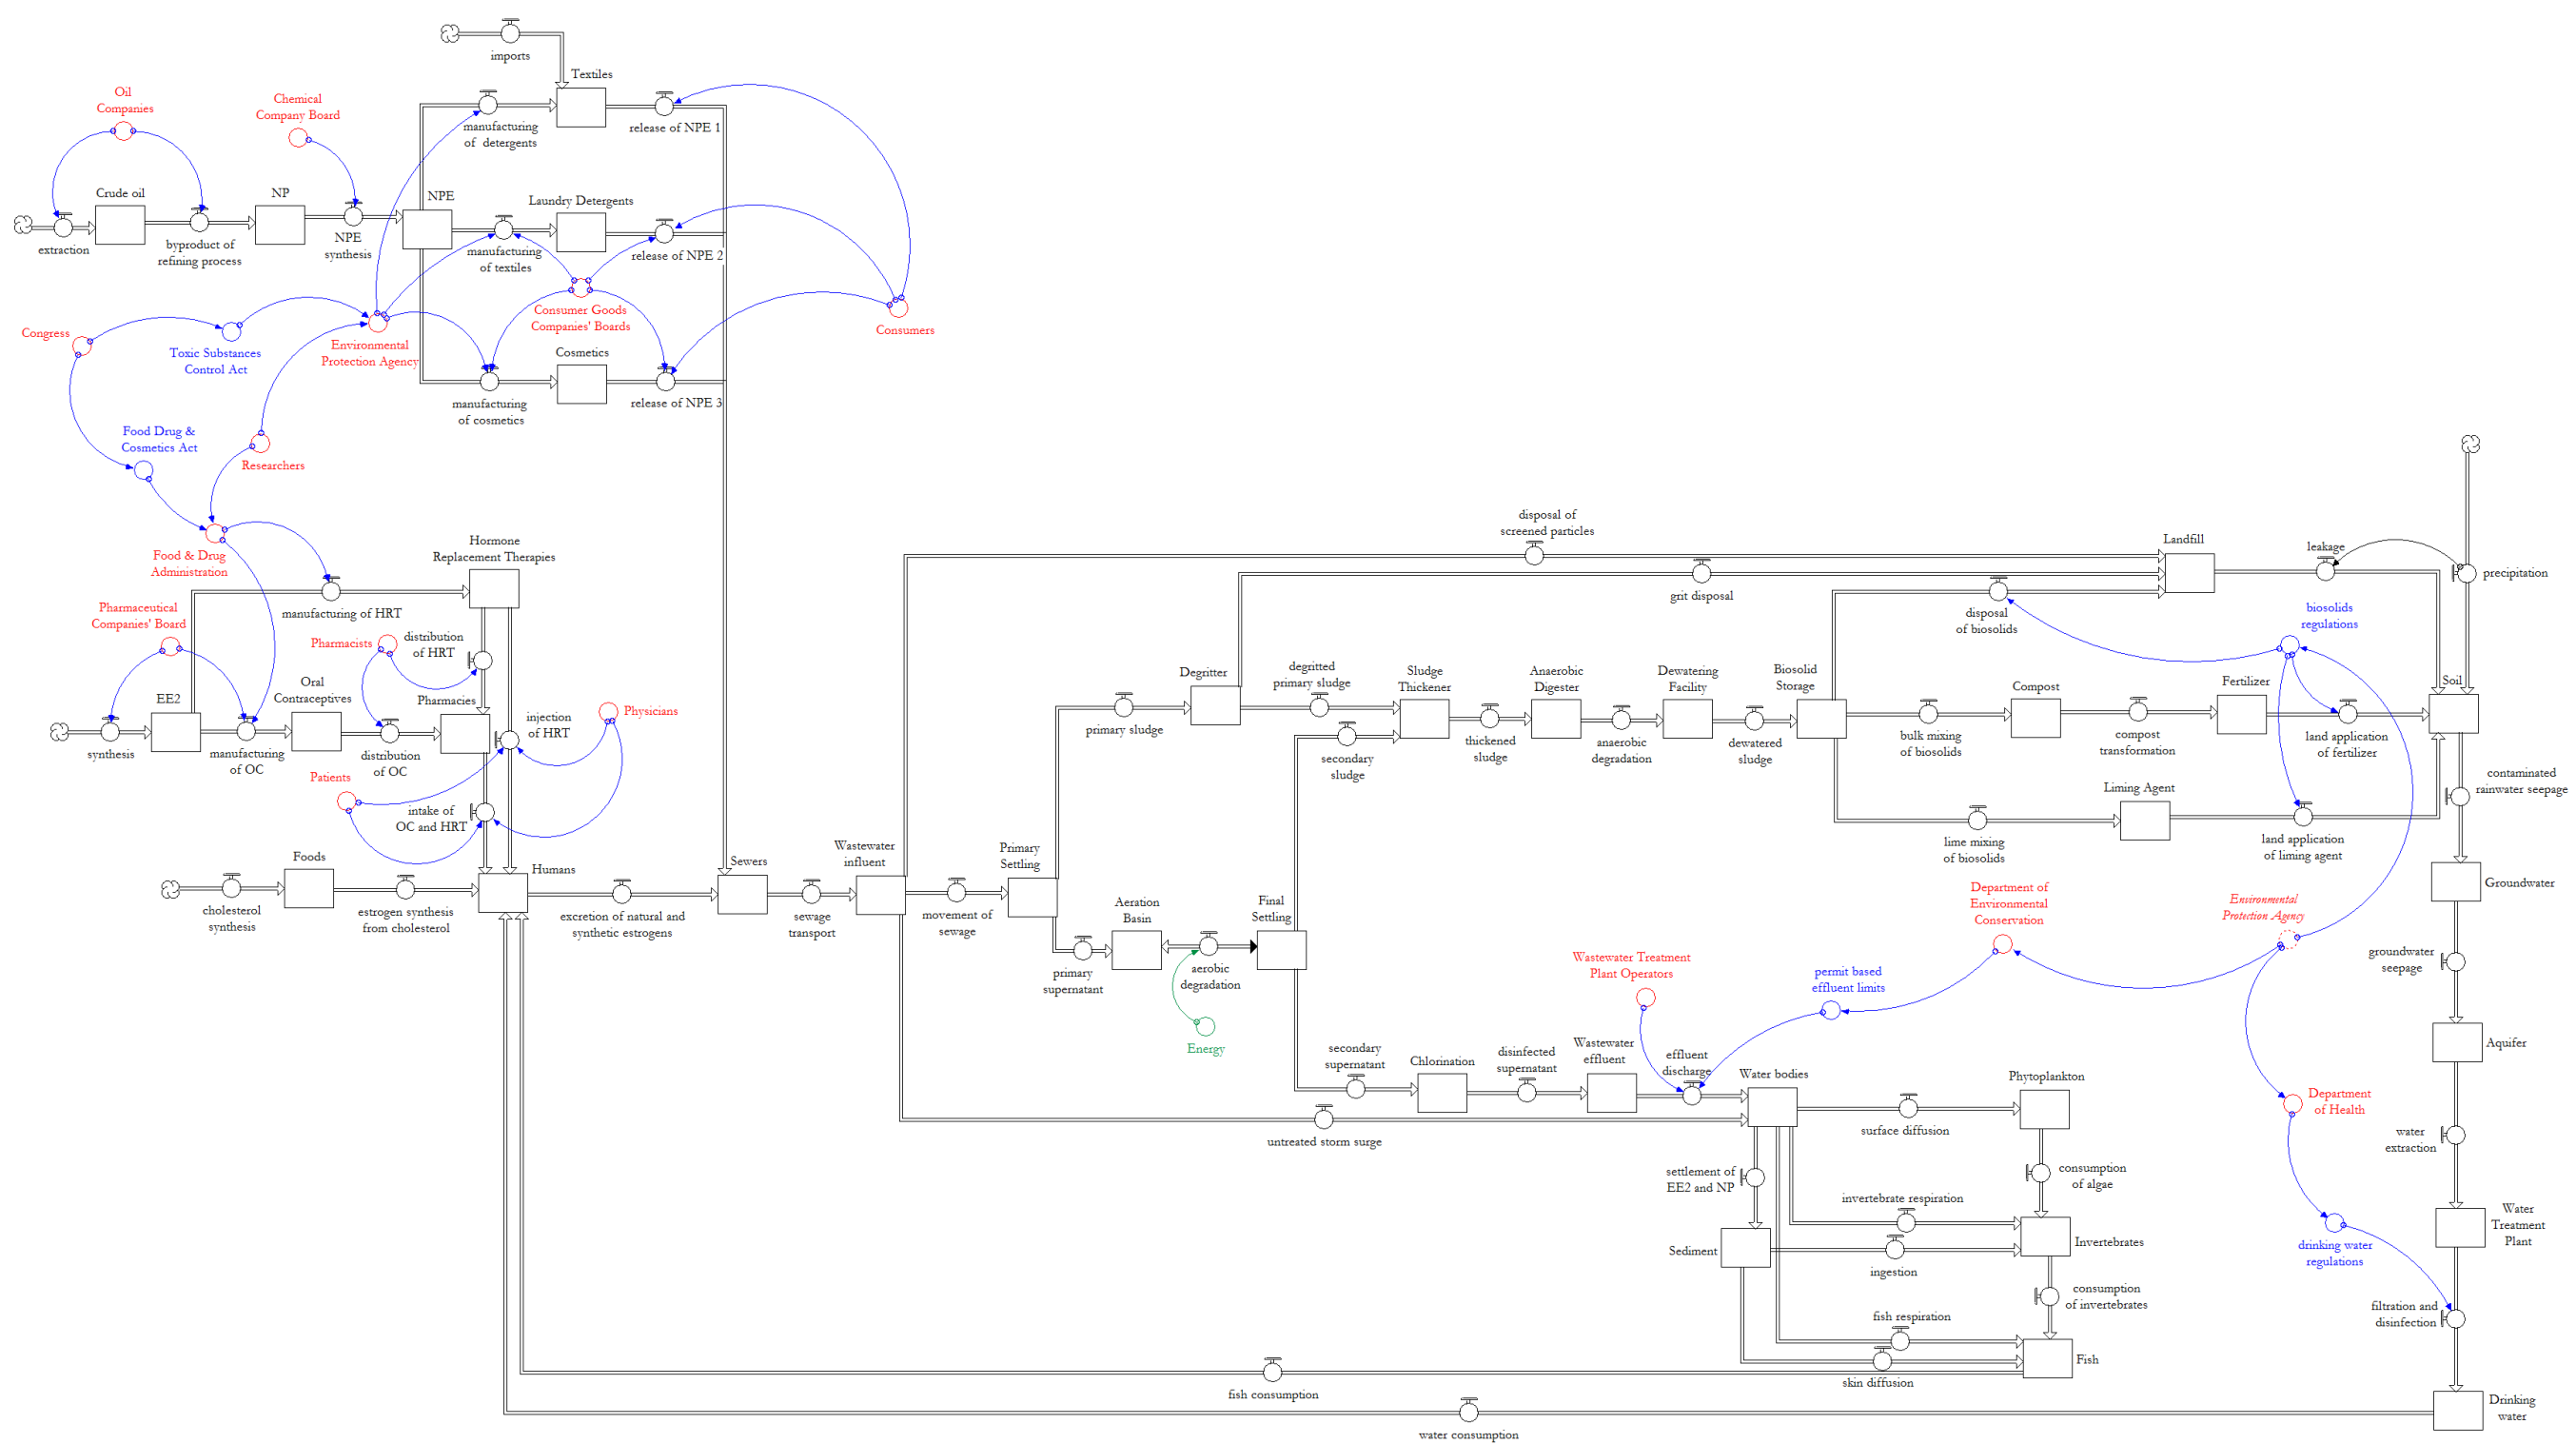 imports
Textiles
Oil
Companies
Chemical
Company Board
manufacturing
of  detergents
release of NPE 1
Crude oil
NP
NPE
Laundry Detergents
extraction
byproduct of
refining process
NPE
synthesis
manufacturing
of textiles
release of NPE 2
Congress
Toxic Substances
Control Act
Environmental
Protection Agency
Consumer Goods
Companies' Boards
Consumers
Cosmetics
manufacturing
of cosmetics
release of NPE 3
Food Drug &
Cosmetics Act
Researchers
Food & Drug
Administration
Hormone
Replacement Therapies
manufacturing of HRT
Pharmaceutical
Companies' Board
Pharmacists
distribution
of HRT
EE2
Oral
Contraceptives
Pharmacies
injection
of HRT
Physicians
synthesis
manufacturing
of OC
distribution
of OC
Patients
intake of
OC and HRT
Foods
Humans
cholesterol
synthesis
estrogen synthesis
from cholesterol
excretion of natural and
synthetic estrogens
Sewers
sewage
transport
Wastewater
influent
movement of
sewage
Primary
Settling
disposal of
screened particles
grit disposal
Landfill
leakage
precipitation
disposal
of biosolids
biosolids
regulations
primary sludge
Degritter
degritted
primary sludge
Sludge
Thickener
Anaerobic
Digester
Dewatering
Facility
Biosolid
Storage
Compost
Fertilizer
Soil
secondary
sludge
thickened
sludge
anaerobic
degradation
dewatered
sludge
bulk mixing
of biosolids
compost
transformation
land application
of fertilizer
contaminated
rainwater seepage
Liming Agent
lime mixing
of biosolids
land application
of liming agent
Groundwater
primary
supernatant
Aeration
Basin
aerobic
degradation
Final
Settling
Energy
Department of
Environmental
Conservation
Environmental
Protection Agency
Wastewater Treatment
Plant Operators
permit based
effluent limits
groundwater
seepage
Aquifer
secondary
supernatant
Chlorination
disinfected
supernatant
Wastewater
effluent
effluent
discharge
Water bodies
Phytoplankton
untreated storm surge
surface diffusion
Department
of Health
water
extraction
settlement of
EE2 and NP
consumption
of algae
invertebrate respiration
Sediment
ingestion
Invertebrates
Water
Treatment
Plant
drinking water
regulations
consumption
of invertebrates
fish respiration
filtration and
disinfection
skin diffusion
Fish
fish consumption
Drinking
water
water consumption